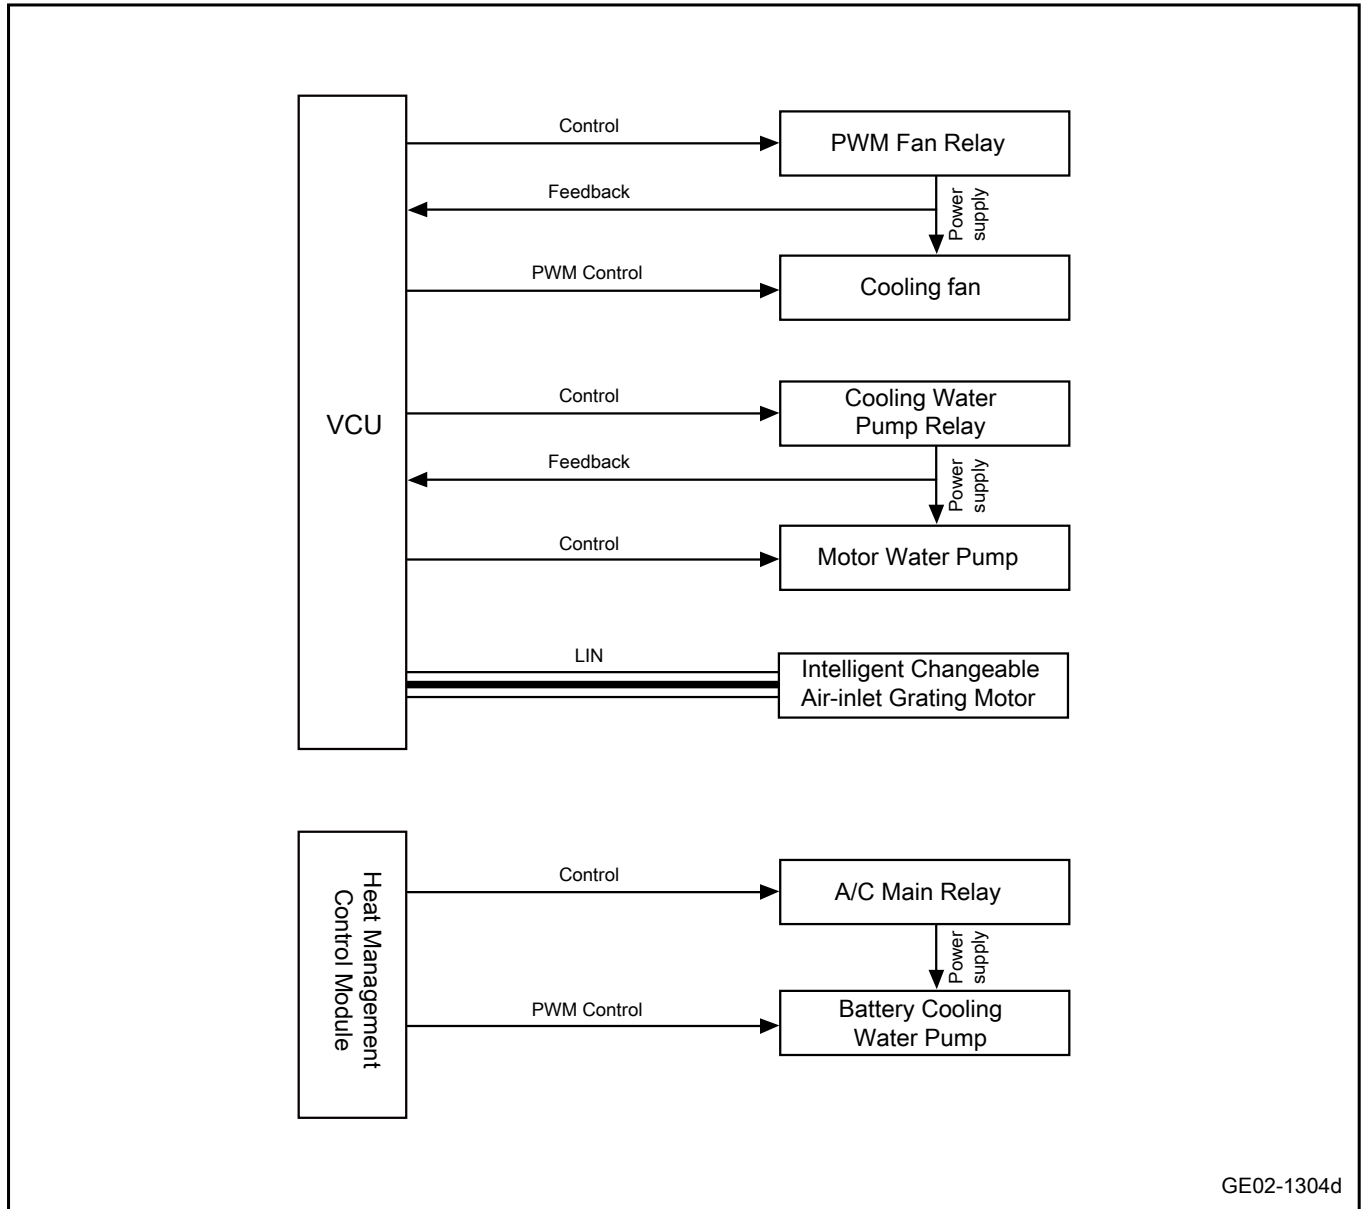 Control
PWM Fan Relay
Feedback
Power
supply
PWM Control
Cooling fan
VCU
Control
Cooling Water
Pump Relay
Feedback
Power
supply
Control
Motor Water Pump
LIN
Intelligent Changeable
Air-inlet Grating Motor
Heat Management
Control Module
Control
A/C Main Relay
Power
supply
PWM Control
Battery Cooling
Water Pump
GE02-1304d